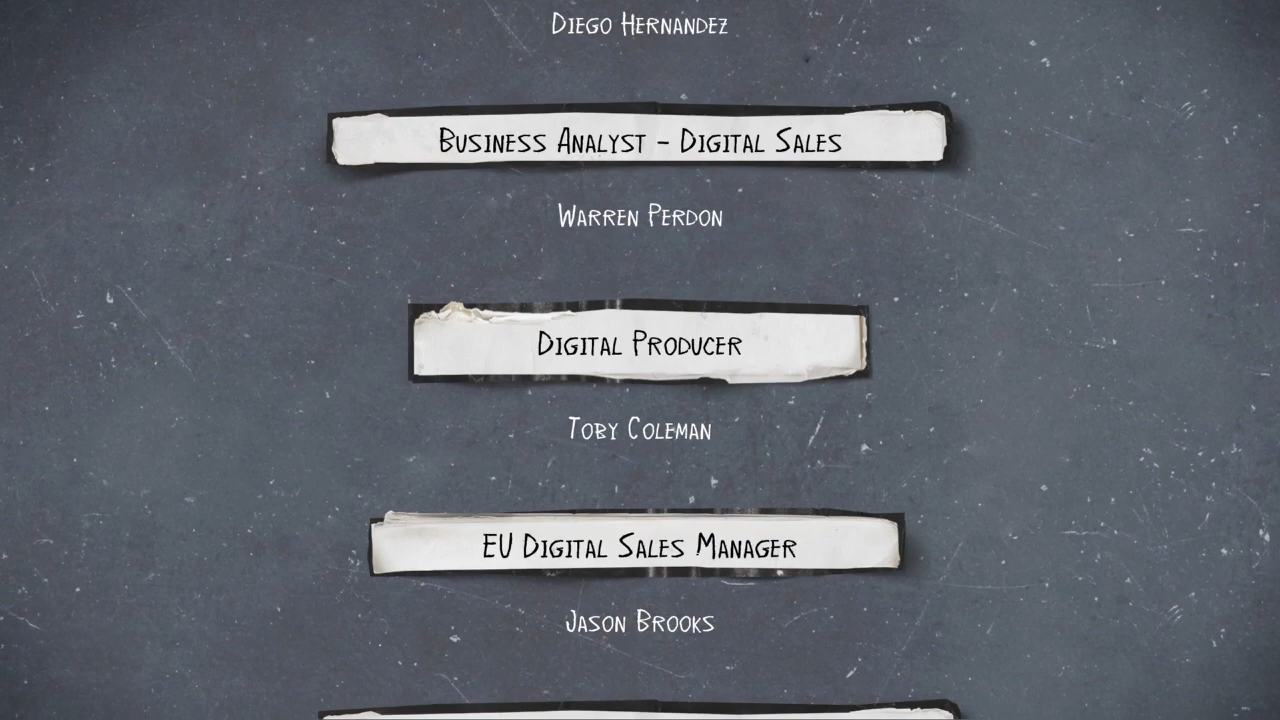 Diego Hernandez
Business Analyst - Digital Sales
Warren Perdon
Digital Producer
Toby Coleman
EU Digital Sales Manager
Jason Brooks